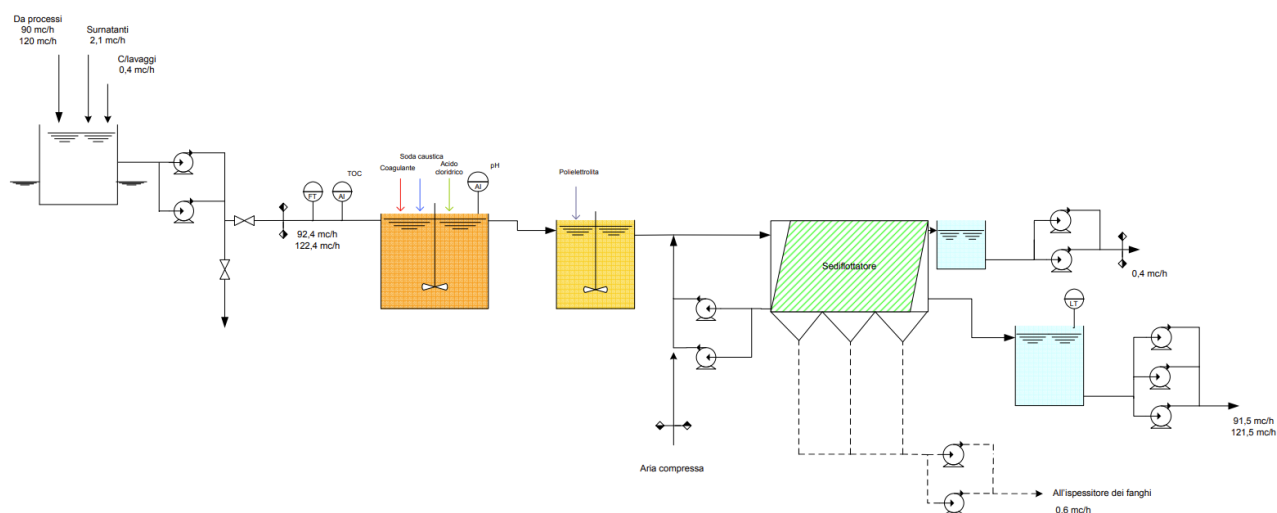 Da processi
90 mc/h
120 mc/h
Surnatanti
2,1 mc/h
C/lavaggi
0,4 mc/h
FT
TOC
AI
92,4 mc/h
122,4 mc/h
Soda caustica
Coagulante
Acido
cloridrico
pH
AI
Polielettrolita
Sediflottatore
0,4 mc/h
LT
91,5 mc/h
121,5 mc/h
Aria compressa
All'ispessitore dei fanghi
0,6 mc/h